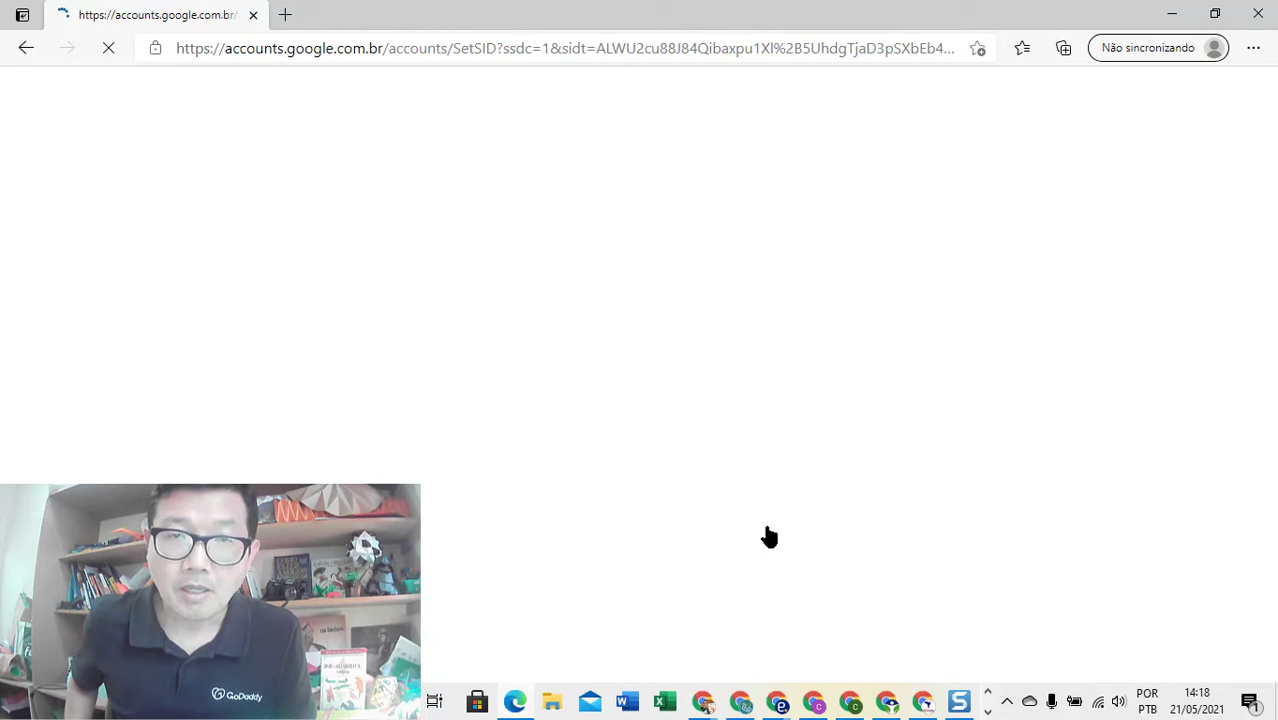 https://accounts.google.com.br/
https://accounts.google.com.br/accounts/SetSID?ssdc=1&sidt=ALWU2cu88J84Qibaxpu1Xl%2B5UhdgTjaD3pSXbEb4...
Não sincronizando
GoDaddy
POR
PTB
14:18
21/05/2021